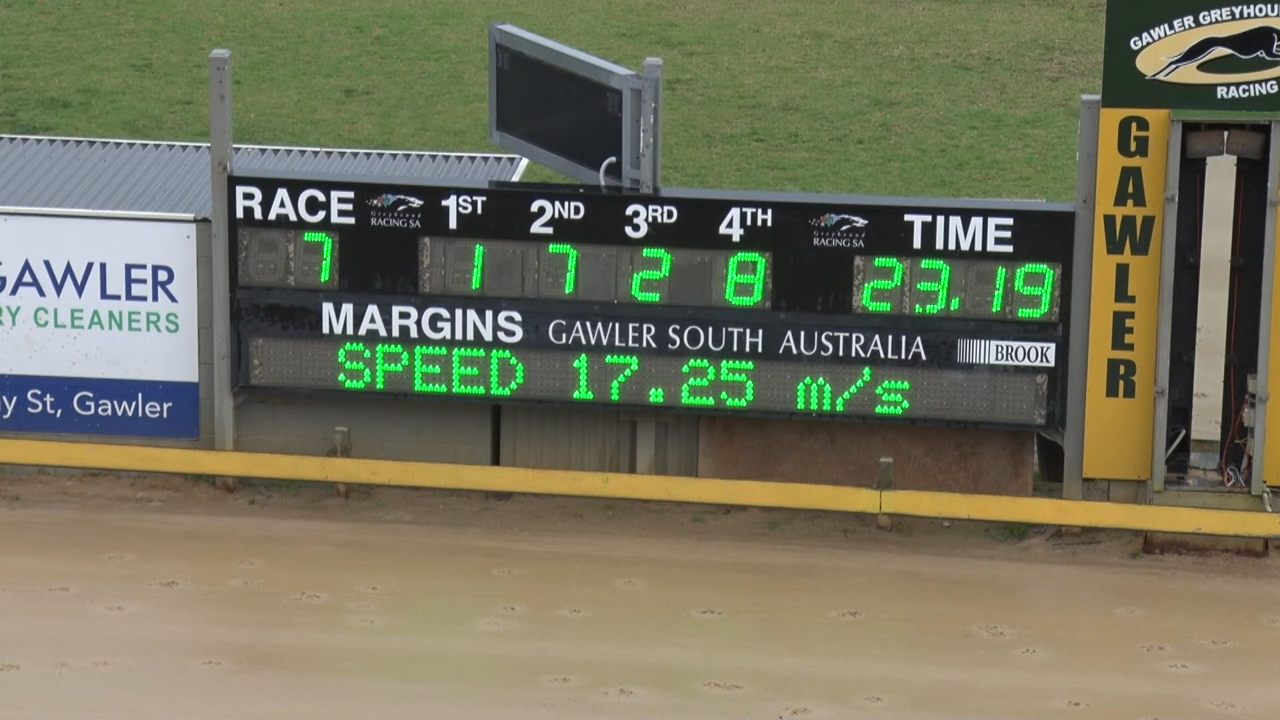 GAWLER GREYHOU
RACING
GAWLER
RACE
Greyhound
RACING SA
1ST 2ND 3RD 4TH
Greyhound
RACING SA
TIME
7 1 7 2 8 23.19
MARGINS GAWLER SOUTH AUSTRALIA BROOK
SPEED 17.25 m/s
GAWLER
RY CLEANERS
y St, Gawler